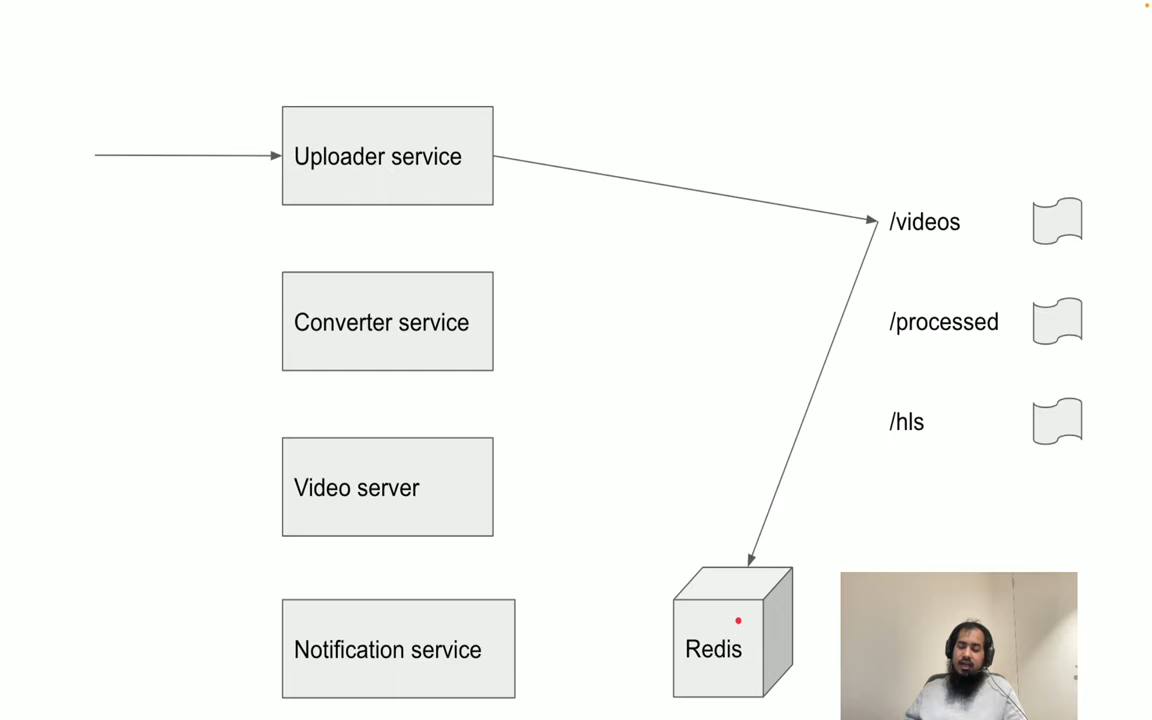 Uploader service
/videos
Converter service
/processed
/hls
Video server
Notification service
Redis